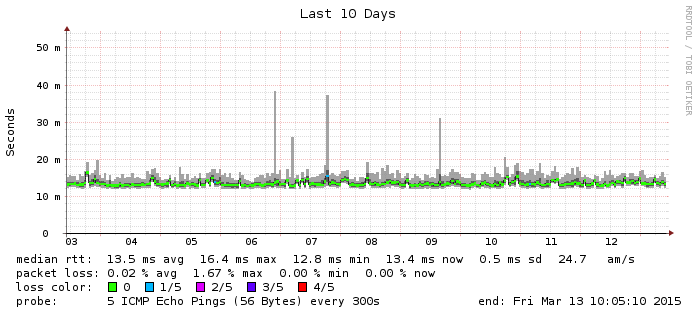 Last 10 Days
RRDTOOL / TOBI OETIKER
Seconds
50 m
40 m
30 m
20 m
10 m
0
03 04 05 06 07 08 09 10 11 12
median rtt: 13.5 ms avg 16.4 ms max 12.8 ms min 13.4 ms now 0.5 ms sd 24.7 am/s
packet loss: 0.02 % avg 1.67 % max 0.00 % min 0.00 % now
loss color: 0 1/5 2/5 3/5 4/5
probe: 5 ICMP Echo Pings (56 Bytes) every 300s end: Fri Mar 13 10:05:10 2015